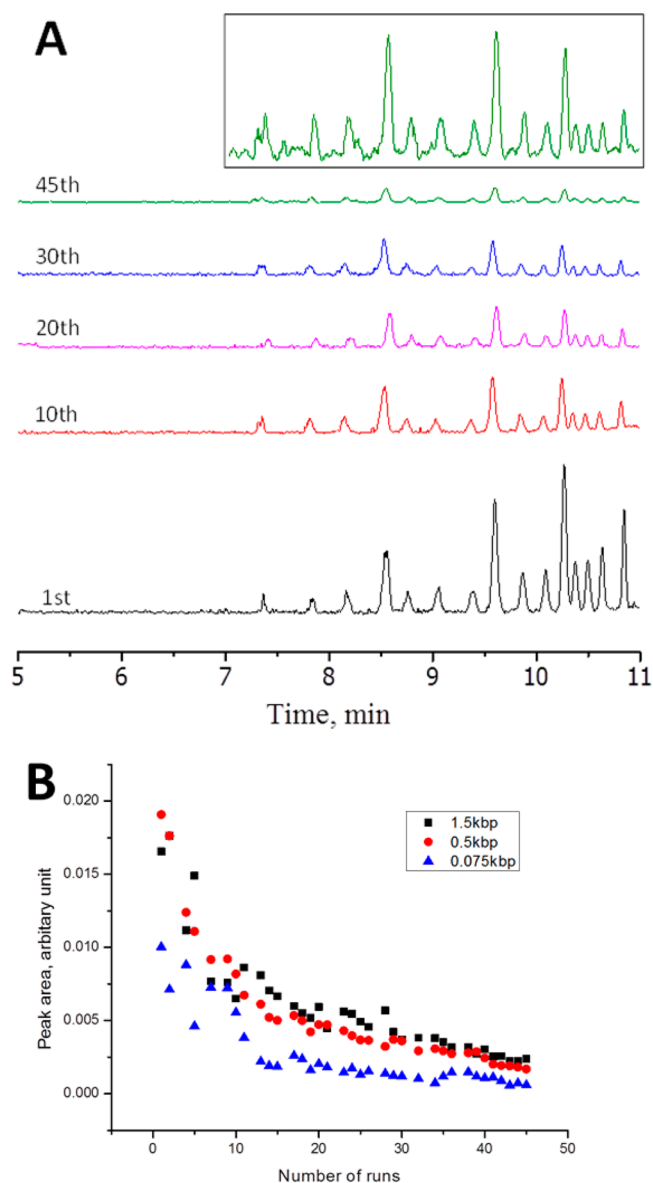 A
45th
30th
20th
10th
1st
5 6 7 8 9 10 11
Time, min
B
0.020
0.015
0.010
0.005
0.000
Peak area, arbitary unit
1.5kbp
0.5kbp
0.075kbp
0 10 20 30 40 50
Number of runs